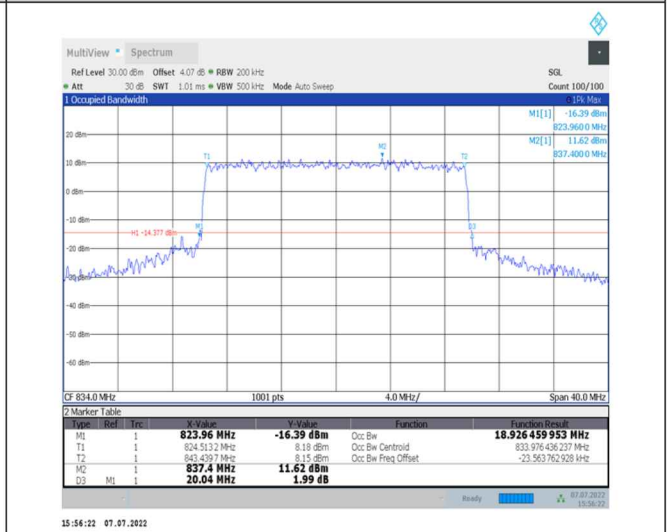 MultiView Spectrum
Ref Level 30.00 dBm Offset 4.07 dB RBW 200 kHz SGL
Att 30 dB SWT 1.01 ms VBW 500 kHz Mode Auto Sweep Count 100/100
1 Occupied Bandwidth 1Pk Max
M1[1] -16.39 dBm
823.9600 MHz
M2[1] 11.62 dBm
837.4000 MHz
20 dBm
M2
T1 T2
10 dBm
0 dBm
-10 dBm
M1 D3
H1 -14.377 dBm
-20 dBm
-30 dBm
-40 dBm
-50 dBm
-60 dBm
CF 834.0 MHz 1001 pts 4.0 MHz/ Span 40.0 MHz
2 Marker Table
Type Ref Trc X-Value Y-Value Function Function Result
M1 1 823.96 MHz -16.39 dBm Occ Bw 18.926 459 953 MHz
T1 1 824.513 2 MHz 8.18 dBm Occ Bw Centroid 833.976 436 237 MHz
T2 1 843.439 7 MHz 8.15 dBm Occ Bw Freq Offset -23.563 762 928 kHz
M2 1 837.4 MHz 11.62 dBm
D3 M1 1 20.04 MHz 1.99 dB
Ready 07.07.2022
15:56:22
15:56:22 07.07.2022